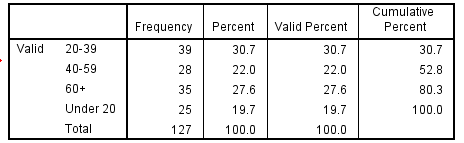 Frequency Percent Valid Percent Cumulative Percent
Valid 20-39 39 30.7 30.7 30.7
40-59 28 22.0 22.0 52.8
60+ 35 27.6 27.6 80.3
Under 20 25 19.7 19.7 100.0
Total 127 100.0 100.0